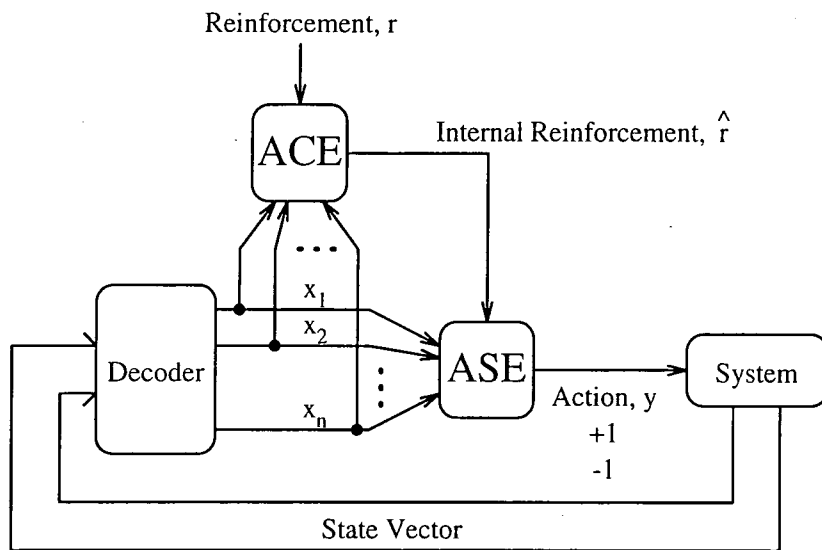 Reinforcement, r
ACE
Internal Reinforcement, r̂
x1
x2
xn
Decoder
ASE
System
Action, y
+1
-1
State Vector